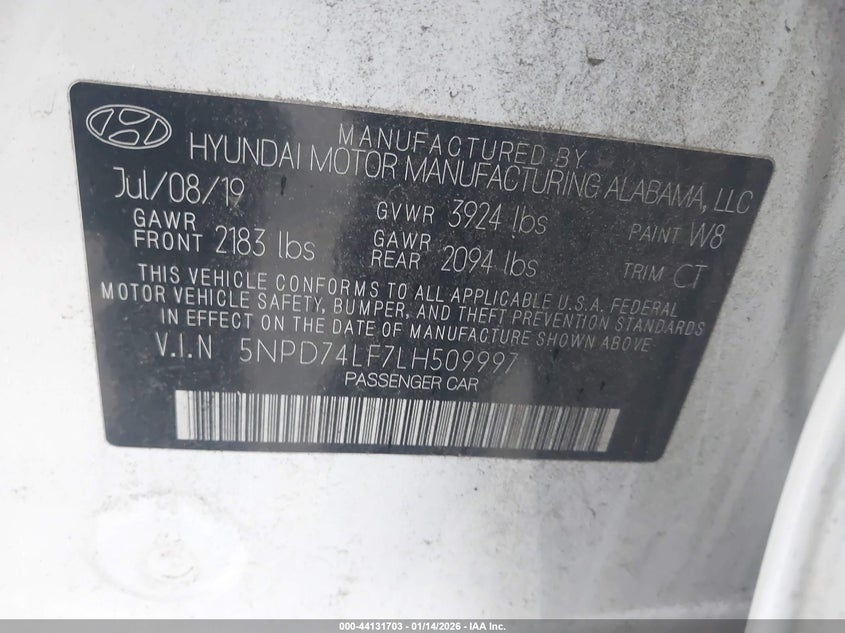 MANUFACTURED BY
HYUNDAI MOTOR MANUFACTURING ALABAMA, LLC
Jul/08/19 GVWR 3924 lbs PAINT W8
GAWR FRONT 2183 lbs GAWR REAR 2094 lbs TRIM CT
THIS VEHICLE CONFORMS TO ALL APPLICABLE U.S.A. FEDERAL
MOTOR VEHICLE SAFETY, BUMPER, AND THEFT PREVENTION STANDARDS
IN EFFECT ON THE DATE OF MANUFACTURE SHOWN ABOVE
V.I.N 5NPD74LF7LH509997
PASSENGER CAR
000-44131703 - 01/14/2026 - IAA Inc.